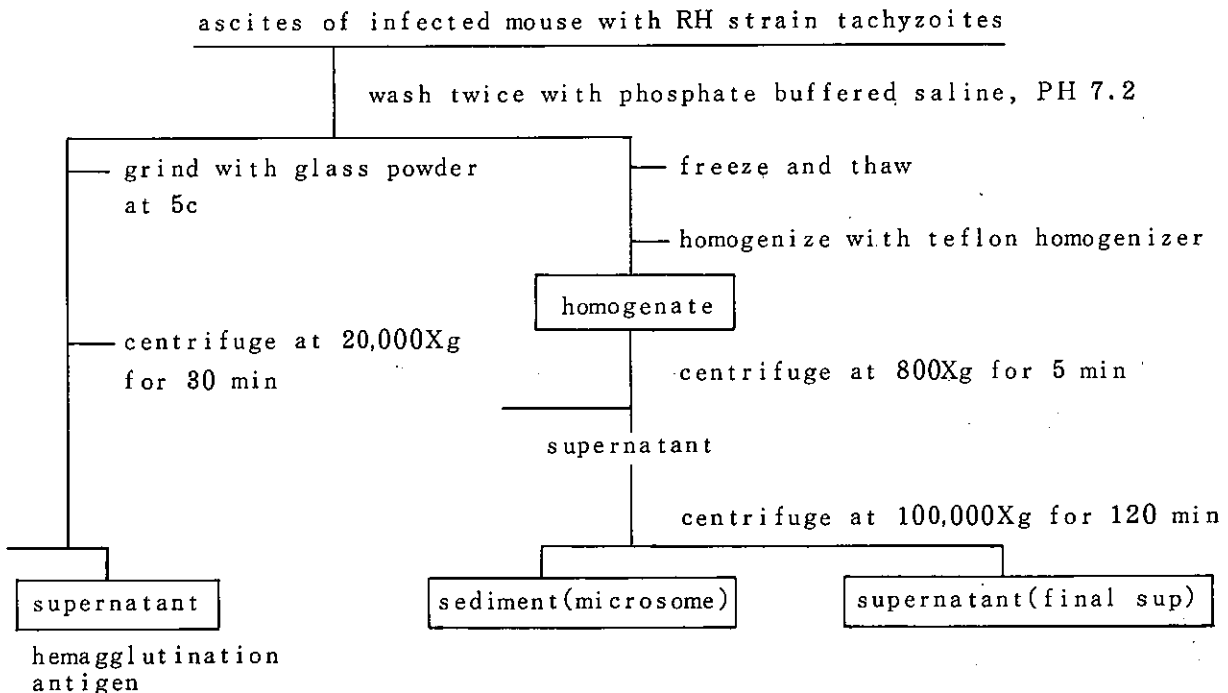 ascites of infected mouse with RH strain tachyzoites
wash twice with phosphate buffered saline, PH 7.2
grind with glass powder
at 5c
freeze and thaw
homogenize with teflon homogenizer
homogenate
centrifuge at 20,000Xg
for 30 min
centrifuge at 800Xg for 5 min
supernatant
centrifuge at 100,000Xg for 120 min
supernatant
sediment(microsome)
supernatant(final sup)
hemagglutination
antigen